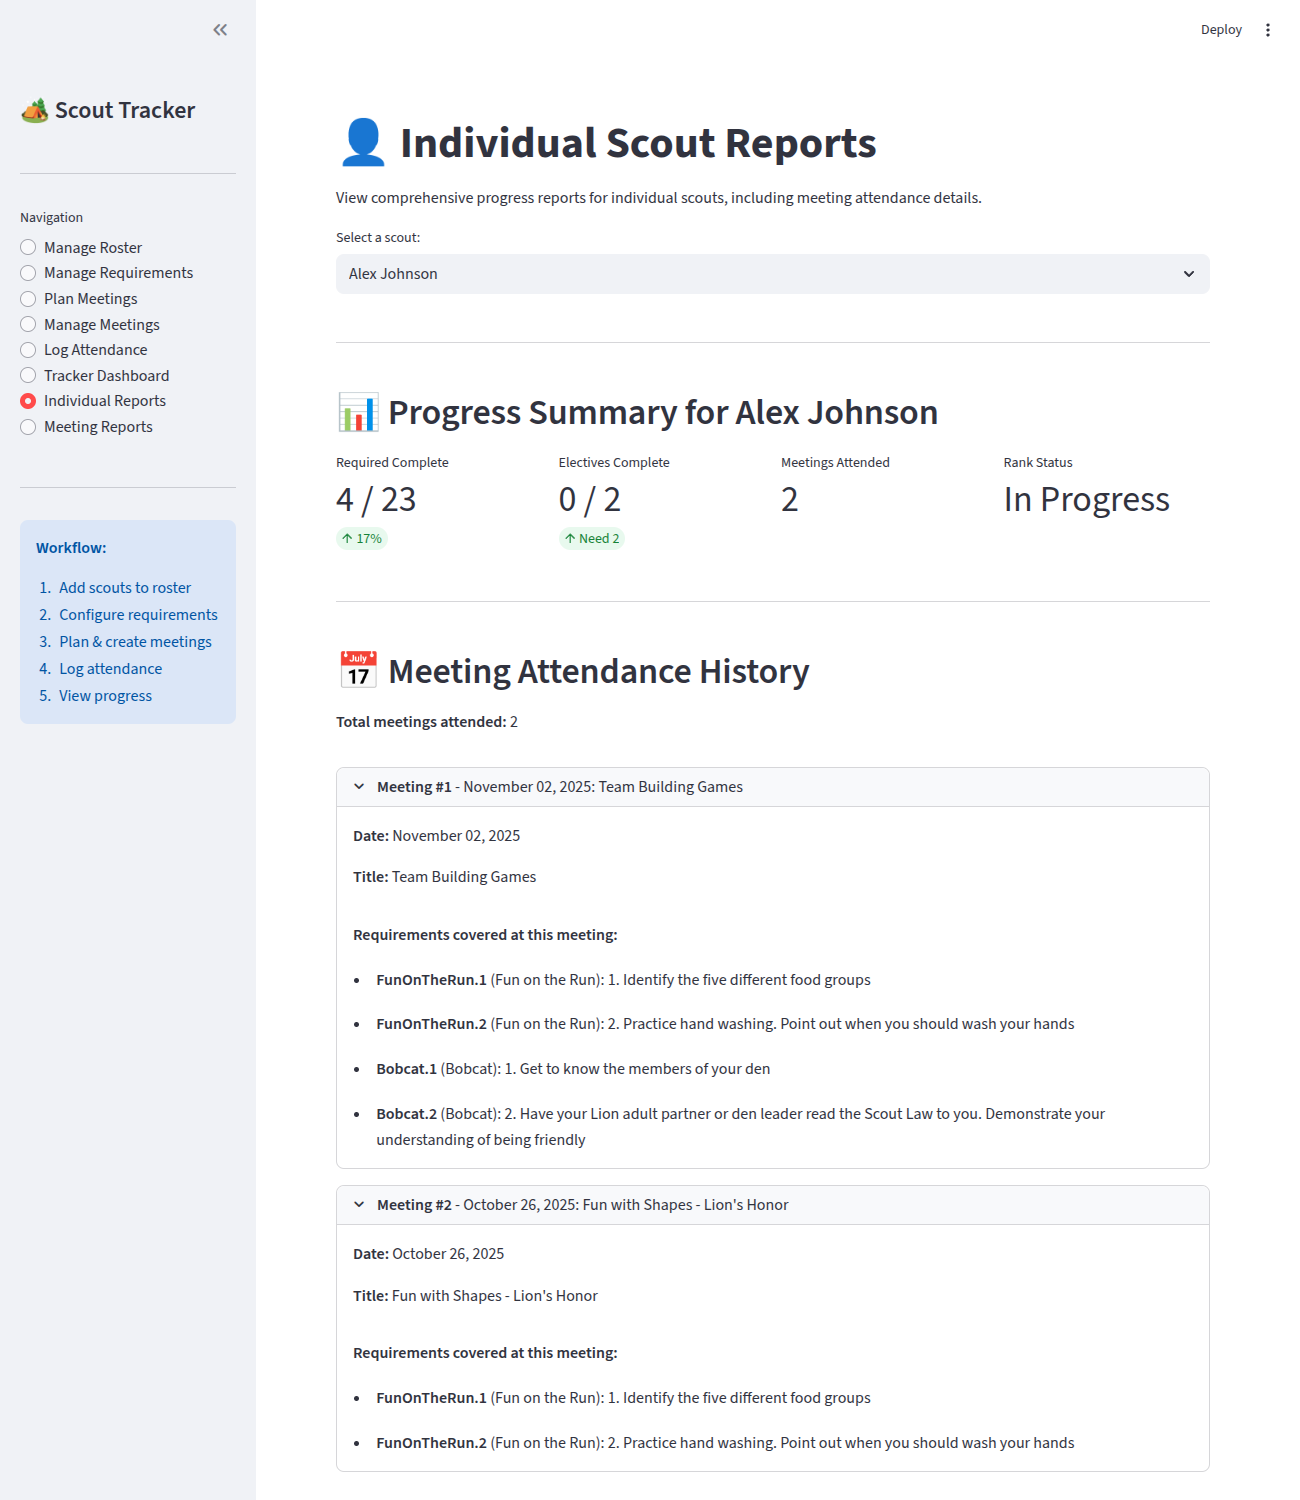 Deploy
Scout Tracker
Navigation
Manage Roster
Manage Requirements
Plan Meetings
Manage Meetings
Log Attendance
Tracker Dashboard
Individual Reports
Meeting Reports
Workflow:
1. Add scouts to roster
2. Configure requirements
3. Plan & create meetings
4. Log attendance
5. View progress
Individual Scout Reports
View comprehensive progress reports for individual scouts, including meeting attendance details.
Select a scout:
Alex Johnson
Progress Summary for Alex Johnson
Required Complete
4 / 23
↑ 17%
Electives Complete
0 / 2
↑ Need 2
Meetings Attended
2
Rank Status
In Progress
July
17
Meeting Attendance History
Total meetings attended: 2
Meeting #1 - November 02, 2025: Team Building Games
Date: November 02, 2025
Title: Team Building Games
Requirements covered at this meeting:
• FunOnTheRun.1 (Fun on the Run): 1. Identify the five different food groups
• FunOnTheRun.2 (Fun on the Run): 2. Practice hand washing. Point out when you should wash your hands
• Bobcat.1 (Bobcat): 1. Get to know the members of your den
• Bobcat.2 (Bobcat): 2. Have your Lion adult partner or den leader read the Scout Law to you. Demonstrate your
understanding of being friendly
Meeting #2 - October 26, 2025: Fun with Shapes - Lion's Honor
Date: October 26, 2025
Title: Fun with Shapes - Lion's Honor
Requirements covered at this meeting:
• FunOnTheRun.1 (Fun on the Run): 1. Identify the five different food groups
• FunOnTheRun.2 (Fun on the Run): 2. Practice hand washing. Point out when you should wash your hands